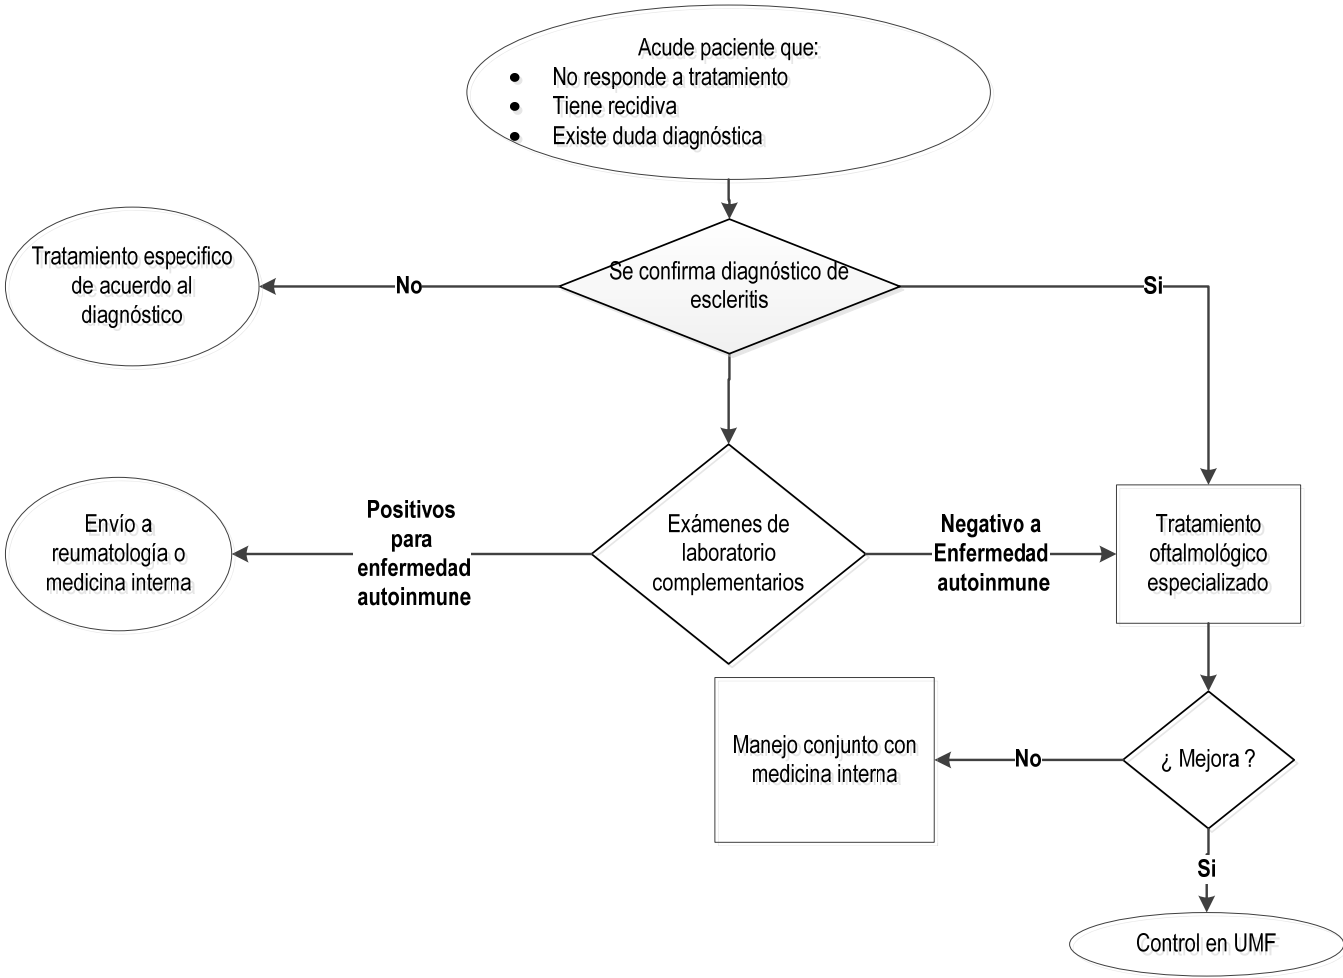 Acude paciente que:
• No responde a tratamiento
• Tiene recidiva
• Existe duda diagnóstica
Se confirma diagnóstico de
escleritis
No
Si
Tratamiento especifico
de acuerdo al
diagnóstico
Exámenes de
laboratorio
complementarios
Positivos
para
enfermedad
autoinmune
Envío a
reumatología o
medicina interna
Negativo a
Enfermedad
autoinmune
Tratamiento
oftalmológico
especializado
¿ Mejora ?
No
Manejo conjunto con
medicina interna
Si
Control en UMF